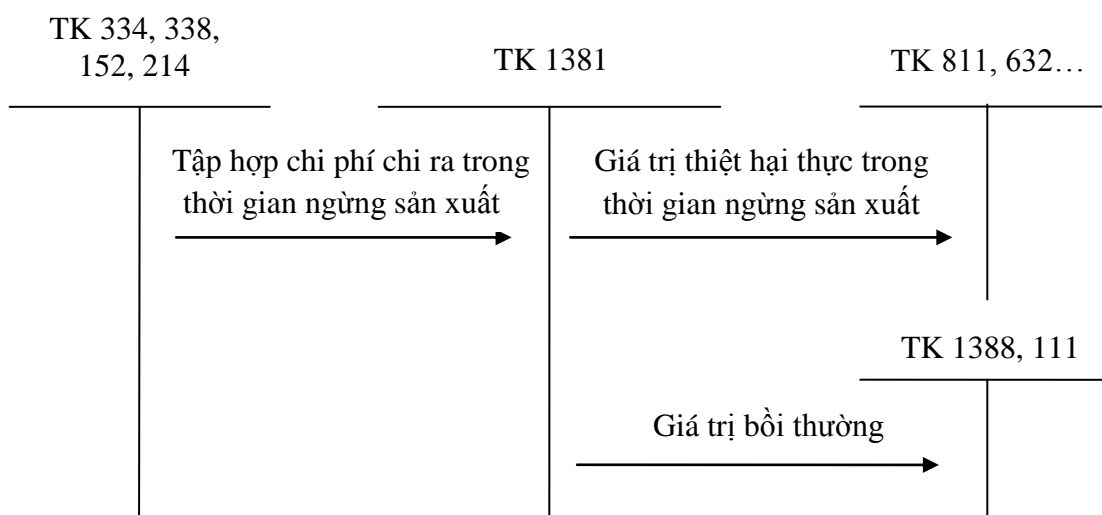 TK 334, 338,
152, 214
TK 1381
TK 811, 632…
Tập hợp chi phí chi ra trong
thời gian ngừng sản xuất
Giá trị thiệt hại thực trong
thời gian ngừng sản xuất
TK 1388, 111
Giá trị bồi thường